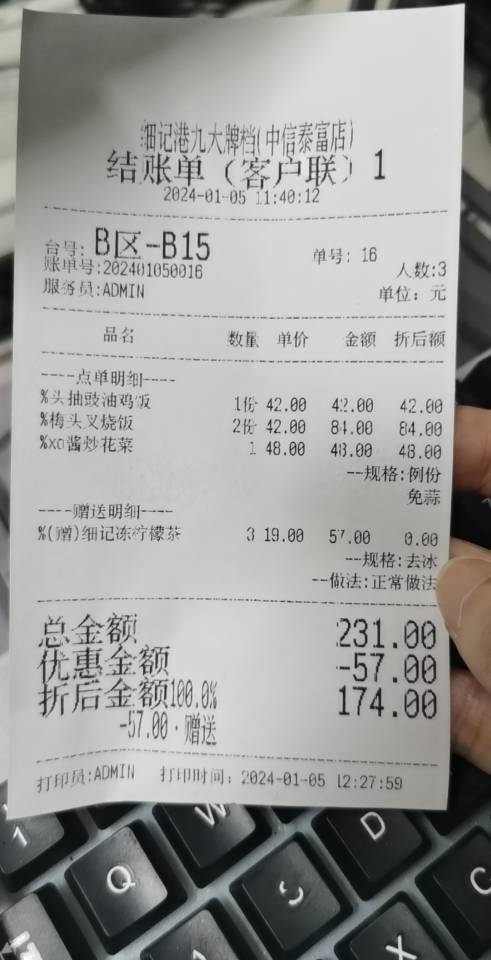 细记港九大牌档(中信泰富店)
结账单（客户联）1
2024-01-05 11:40:12
台号: B区-B15 单号: 16
账单号:202401050016 人数:3
服务员:ADMIN 单位: 元
品名 数量 单价 金额 折后额
----点单明细----
%头抽豉油鸡饭 1份 42.00 42.00 42.00
%梅头叉烧饭 2份 42.00 84.00 84.00
%xo酱炒花菜 1 48.00 48.00 48.00
--规格:例份
免蒜
----赠送明细----
%(赠)细记冻柠檬茶 3 19.00 57.00 0.00
--规格:去冰
--做法:正常做法
总金额 231.00
优惠金额 -57.00
折后金额100.0% 174.00
-57.00·赠送
打印员:ADMIN 打印时间: 2024-01-05 12:27:59
1
Q
W
D
C
X